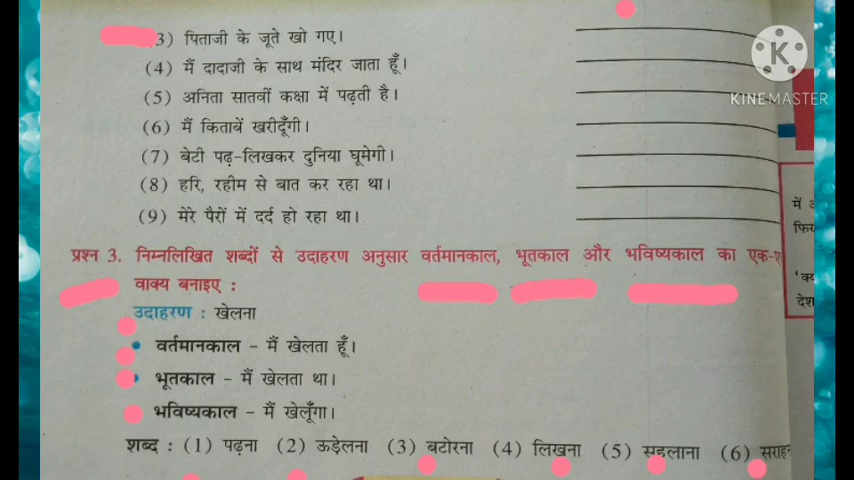 3) पिताजी के जूते खो गए।
(4) मैं दादाजी के साथ मंदिर जाता हूँ।
(5) अनिता सातवीं कक्षा में पढ़ती है।
(6) मैं किताबें खरीदूँगी।
(7) बेटी पढ़-लिखकर दुनिया घूमेगी।
(8) हरि, रहीम से बात कर रहा था।
(9) मेरे पैरों में दर्द हो रहा था।
प्रश्न 3. निम्नलिखित शब्दों से उदाहरण अनुसार वर्तमानकाल, भूतकाल और भविष्यकाल का
वाक्य बनाइए :
उदाहरण : खेलना
• वर्तमानकाल – मैं खेलता हूँ।
• भूतकाल – मैं खेलता था।
भविष्यकाल – मैं खेलूँगा।
शब्द : (1) पढ़ना (2) ऊड़ेलना (3) बटोरना (4) लिखना (5) सहलाना (6)
K
KINEMASTER
में